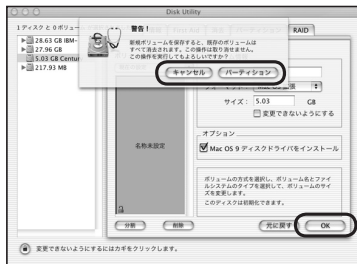 Disk Utility
1 ディスク と 0 ボリュー
28.63 GB IBM-
27.96 GB
5.03 GB Centur
217.93 MB
警告！
新規ボリュームを保存すると、既存のボリュームは
すべて消去されます。この操作は取り消せません。
この操作を実行してもよろしいですか？
キャンセル
パーティション
RAID
サイズ：
5.03
GB
変更できないようにする
名称未設定
オプション
Mac OS 9 ディスクドライバをインストール
ボリュームの方式を選択し、ボリューム名とファイ
ルシステムのタイプを選択して、ボリュームのサイ
ズを変更します。
このディスクは初期化できます。
分割
削除
元に戻す
OK
変更できないようにするにはカギをクリックします。